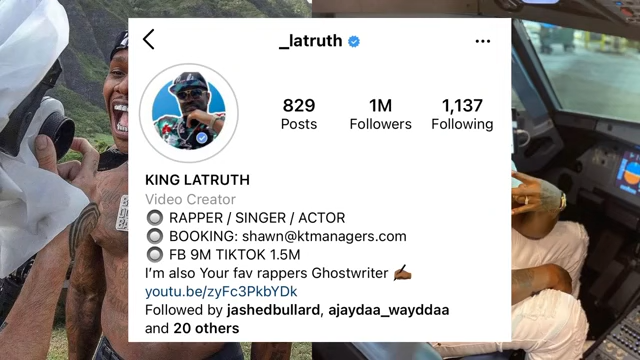 _latruth
829 1M 1,137
Posts Followers Following
KING LATRUTH
Video Creator
RAPPER / SINGER / ACTOR
BOOKING: shawn@ktmanagers.com
FB 9M TIKTOK 1.5M
I'm also Your fav rappers Ghostwriter ✍🏾
youtu.be/zyFc3PkbYDk
Followed by jashedbullard, ajaydaa_wayddaa
and 20 others